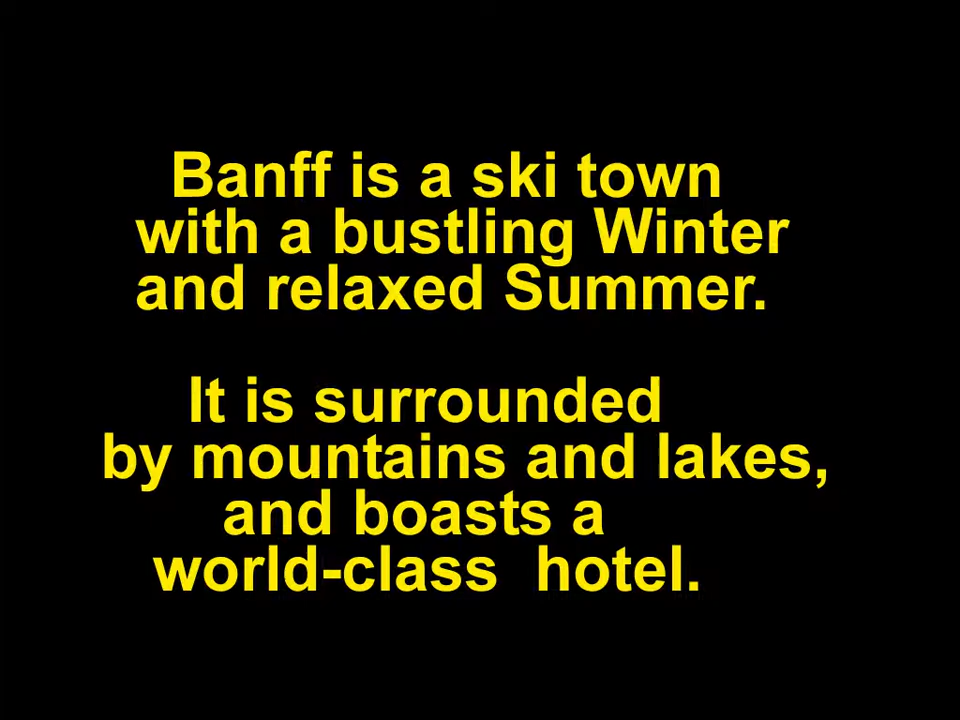 Banff is a ski town
with a bustling Winter
and relaxed Summer.
It is surrounded
by mountains and lakes,
and boasts a
world-class hotel.